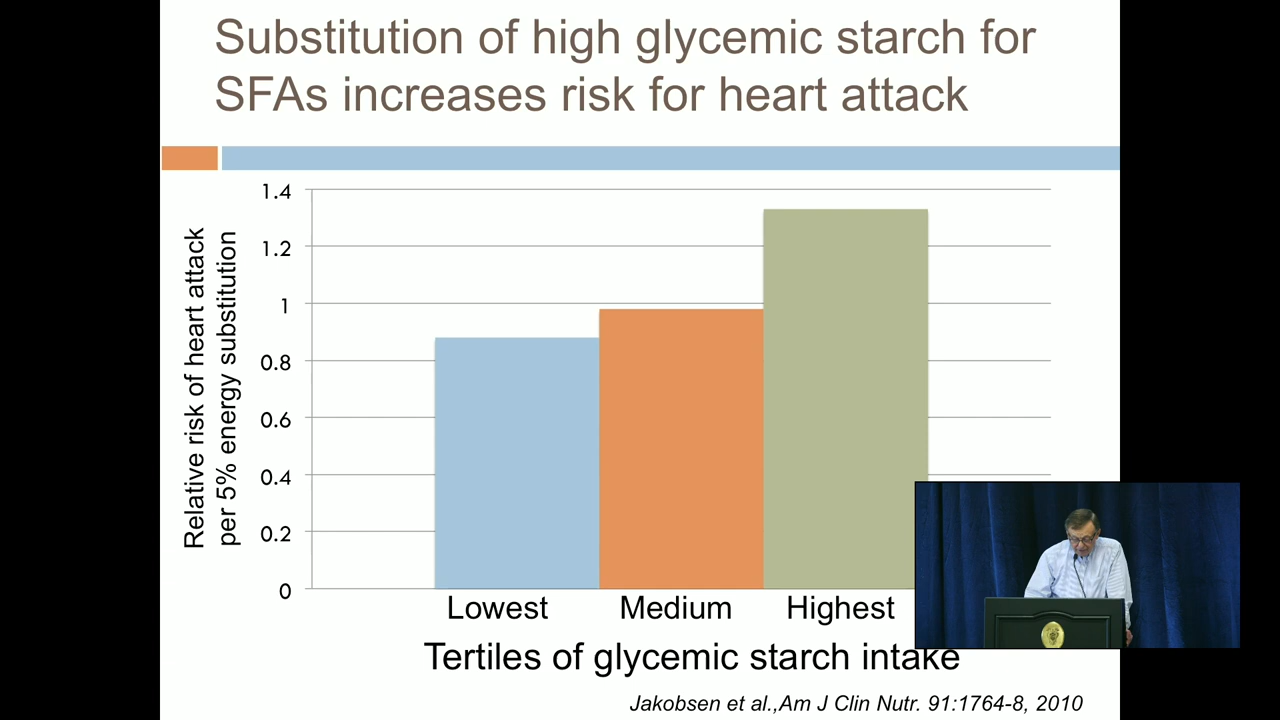 Substitution of high glycemic starch for
SFAs increases risk for heart attack
Relative risk of heart attack
per 5% energy substitution
1.4
1.2
1
0.8
0.6
0.4
0.2
0
Lowest
Medium
Highest
Tertiles of glycemic starch intake
Jakobsen et al.,Am J Clin Nutr. 91:1764-8, 2010